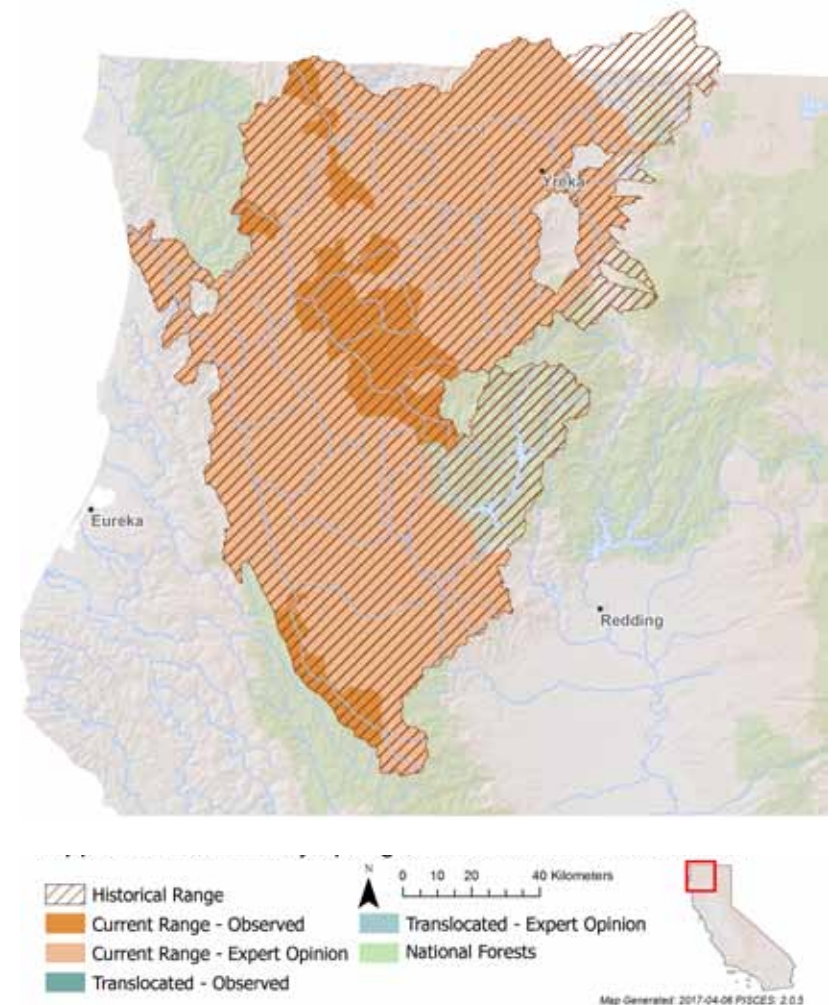 Yreka
Eureka
Redding
N
0 10 20 40 Kilometers
Historical Range
Current Range - Observed
Current Range - Expert Opinion
Translocated - Observed
Translocated - Expert Opinion
National Forests
Map Generated: 2017-04-06 PISCES: 2.0.5